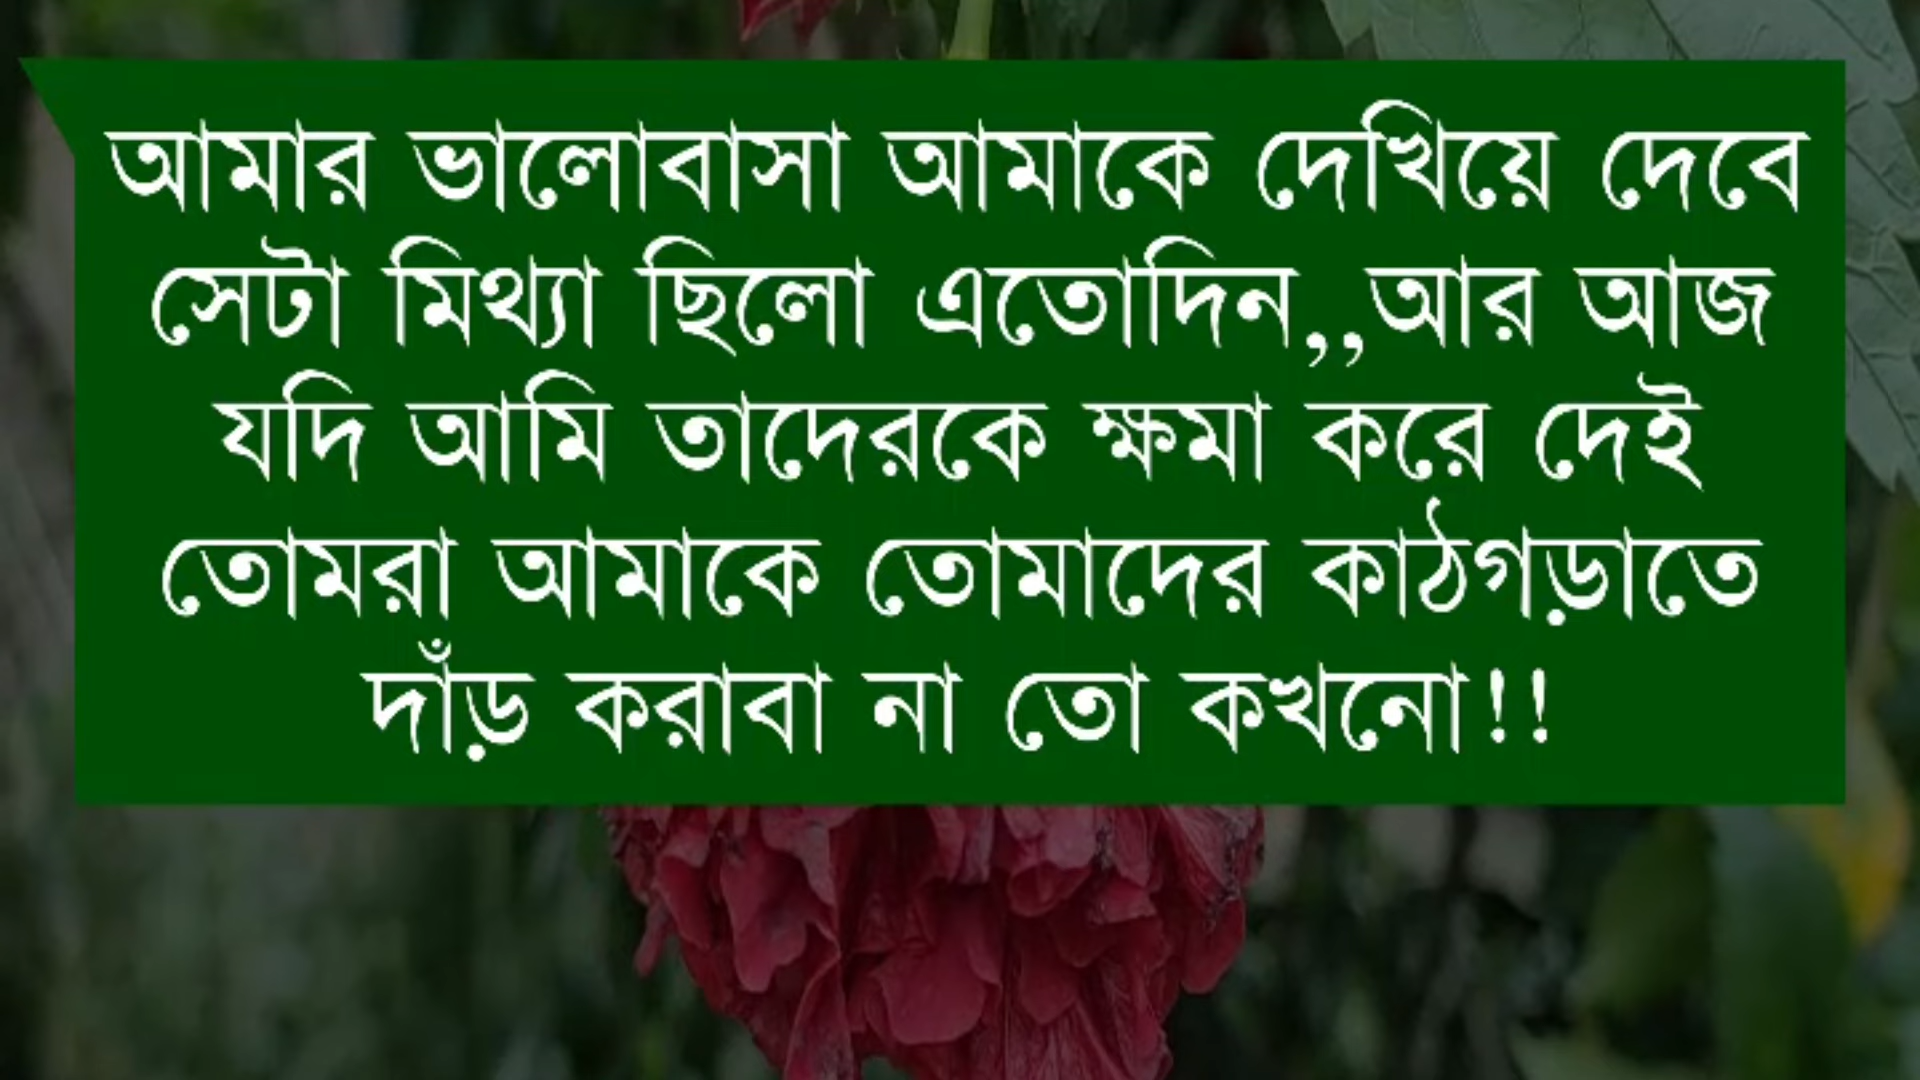 আমার ভালোবাসা আমাকে দেখিয়ে দেবে
সেটা মিথ্যা ছিলো এতোদিন,,আর আজ
যদি আমি তাদেরকে ক্ষমা করে দেই
তোমরা আমাকে তোমাদের কাঠগড়াতে
দাঁড় করাবা না তো কখনো!!